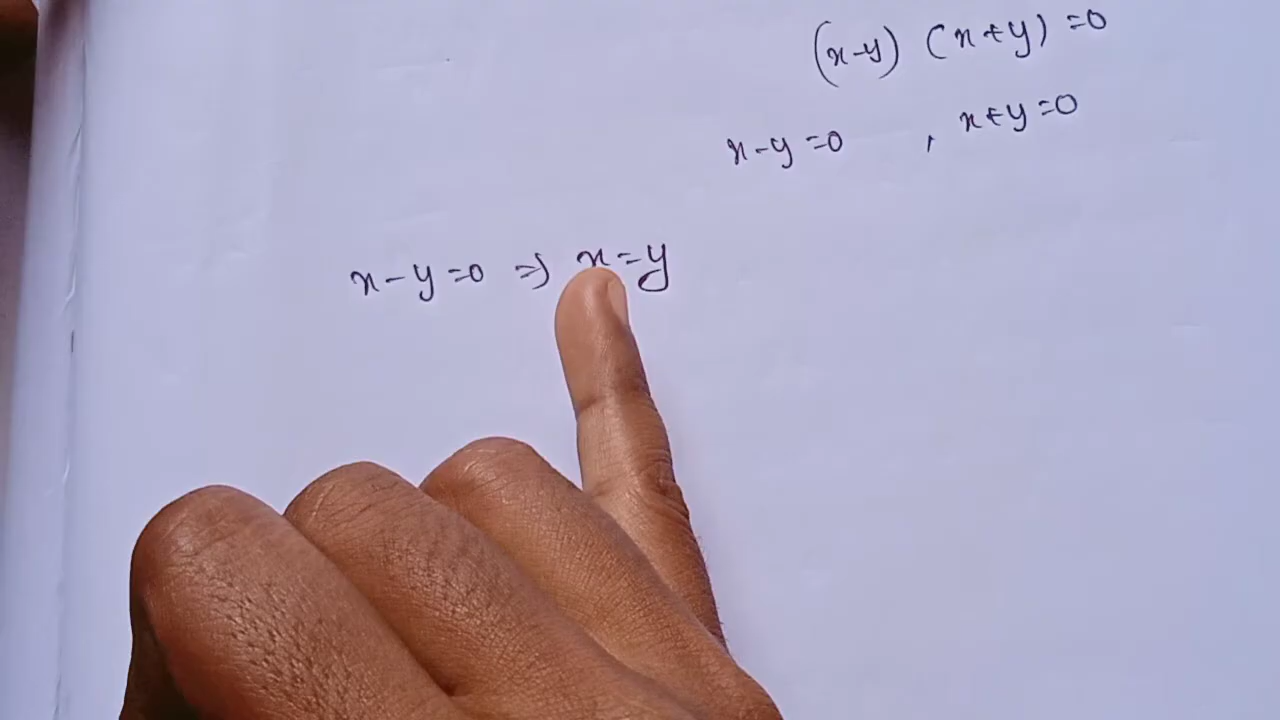 (x-y) (x+y) =0
x-y=0 , x+y=0
x-y=0 => x=y